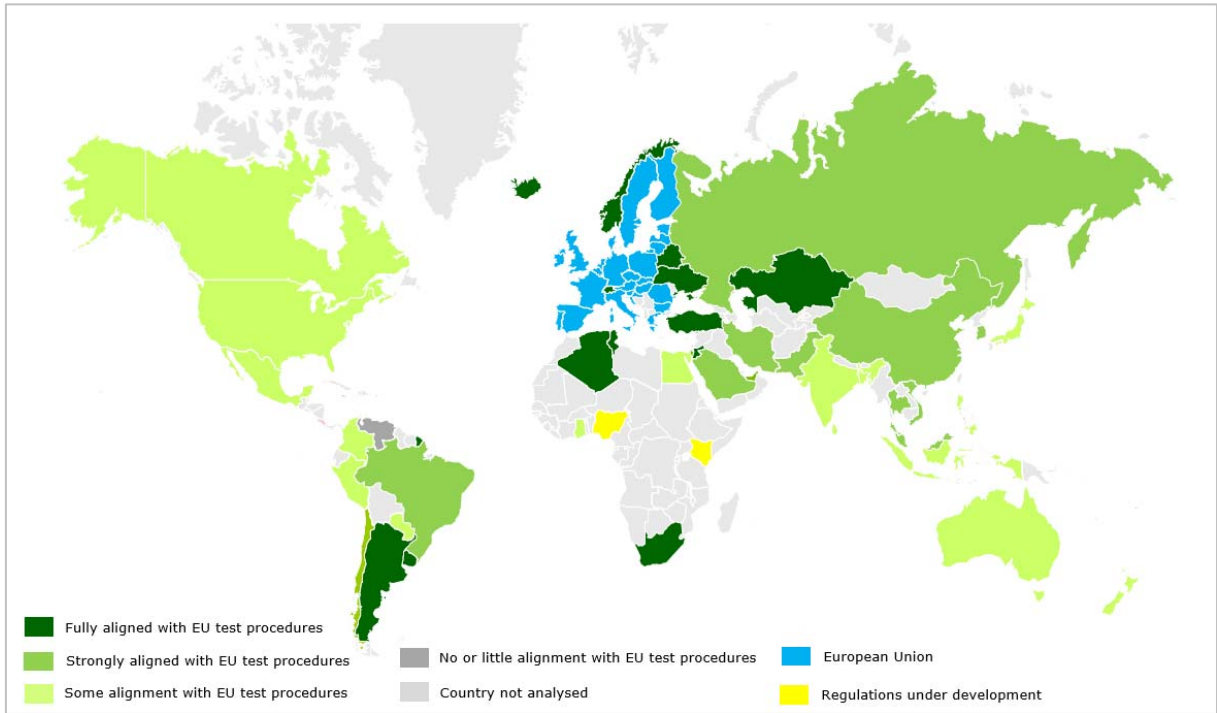 Fully aligned with EU test procedures
Strongly aligned with EU test procedures
Some alignment with EU test procedures
No or little alignment with EU test procedures
Country not analysed
European Union
Regulations under development